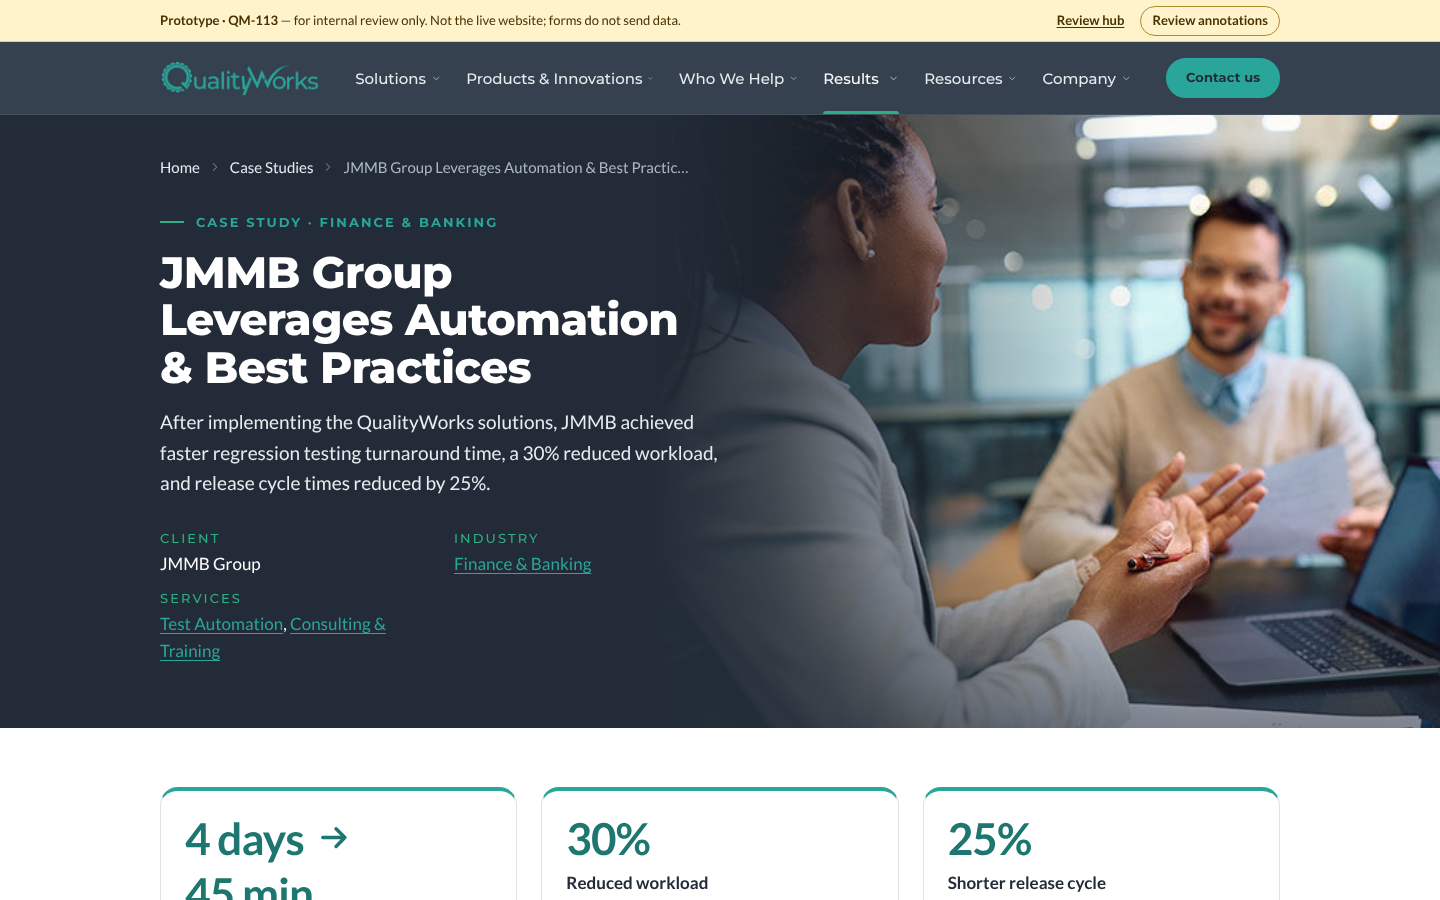 Prototype · QM-113 — for internal review only. Not the live website; forms do not send data.
Review hub
Review annotations
QualityWorks
Solutions
Products & Innovations
Who We Help
Results
Resources
Company
Contact us
Home
Case Studies
JMMB Group Leverages Automation & Best Practic...
CASE STUDY · FINANCE & BANKING
JMMB Group
Leverages Automation
& Best Practices
After implementing the QualityWorks solutions, JMMB achieved
faster regression testing turnaround time, a 30% reduced workload,
and release cycle times reduced by 25%.
CLIENT
JMMB Group
INDUSTRY
Finance & Banking
SERVICES
Test Automation, Consulting &
Training
4 days →
45 min
30%
Reduced workload
25%
Shorter release cycle